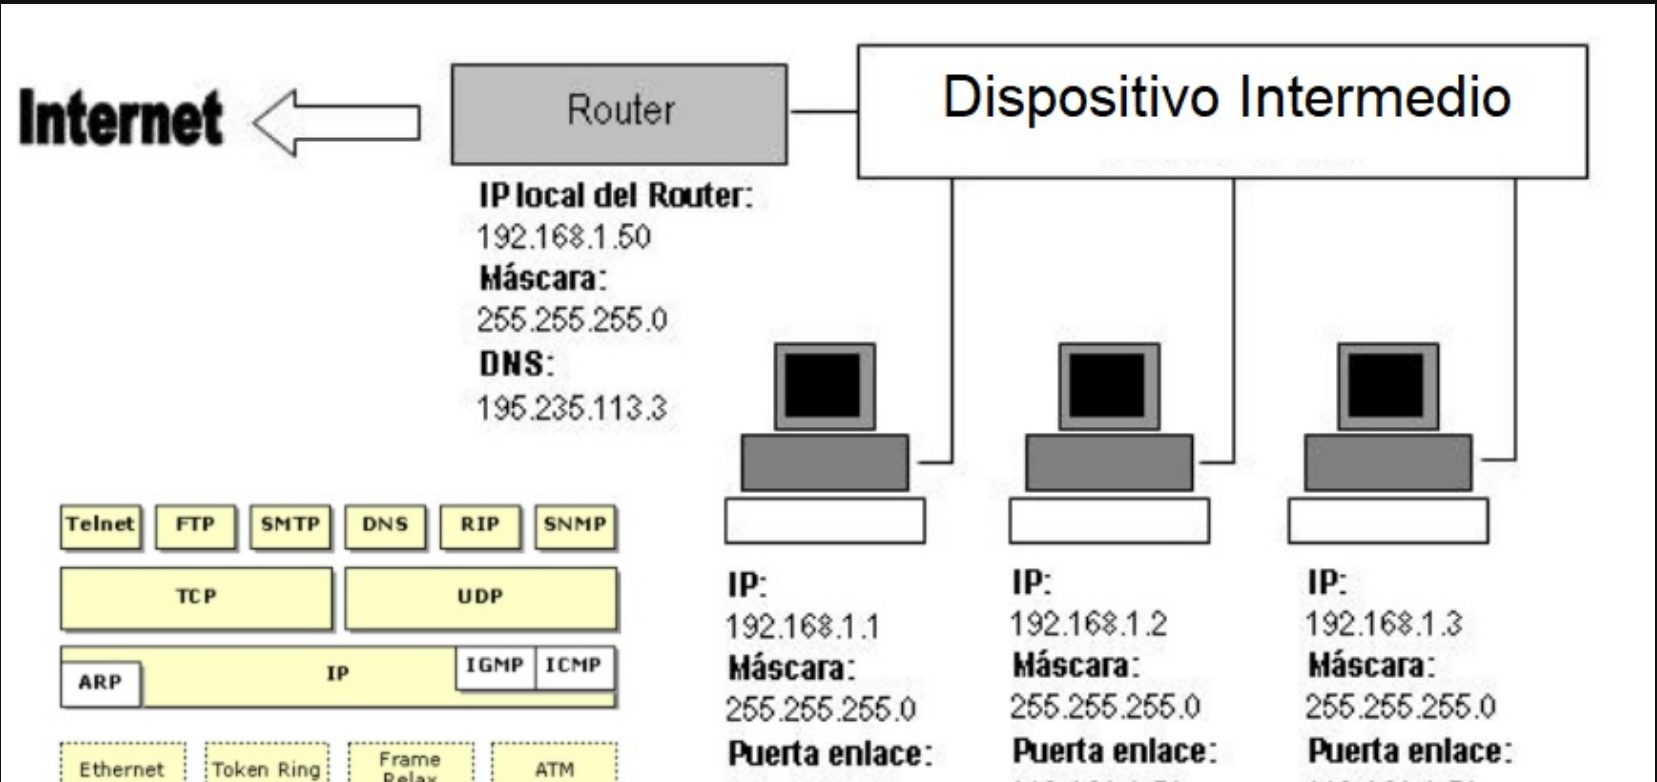 Internet
Router
Dispositivo Intermedio
IP local del Router:
192.168.1.50
Máscara:
255.255.255.0
DNS:
195.235.113.3
Telnet FTP SMTP DNS RIP SNMP
TCP UDP
ARP IP IGMP ICMP
Ethernet Token Ring Frame Relax ATM
IP:
192.168.1.1
Máscara:
255.255.255.0
Puerta enlace:
IP:
192.168.1.2
Máscara:
255.255.255.0
Puerta enlace:
IP:
192.168.1.3
Máscara:
255.255.255.0
Puerta enlace: